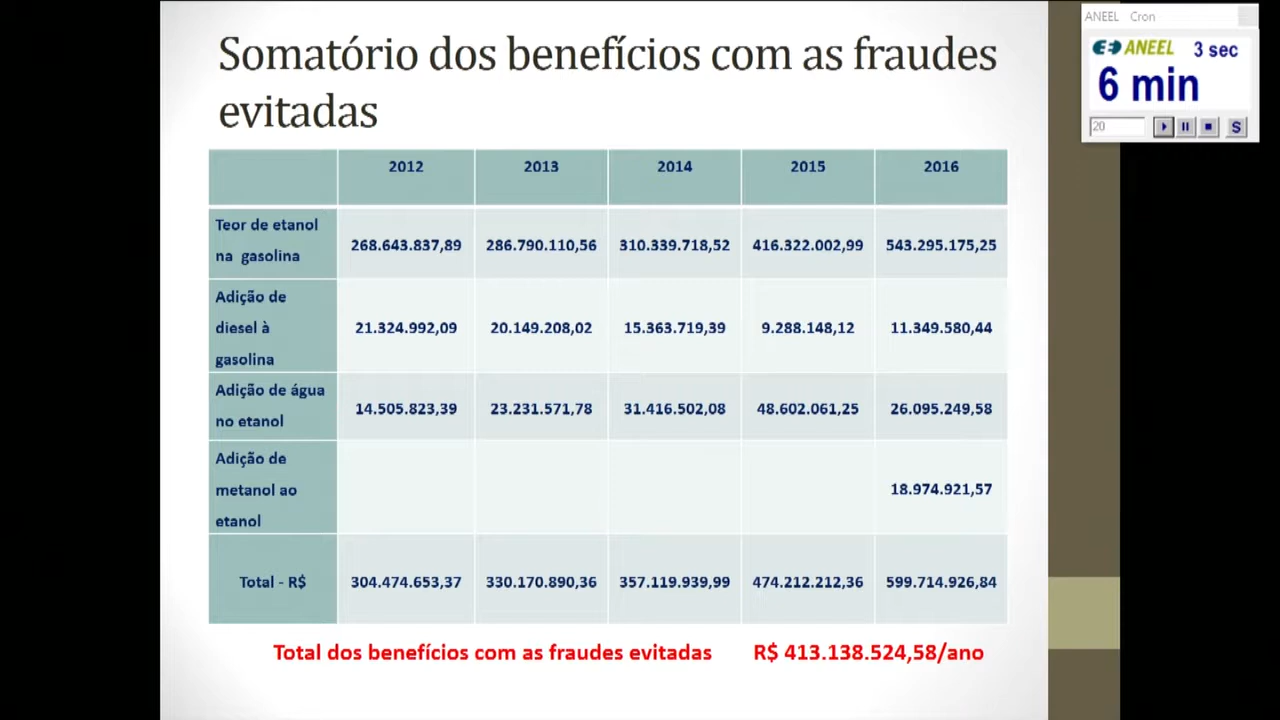 Somatório dos benefícios com as fraudes
evitadas
2012 2013 2014 2015 2016
Teor de etanol
na gasolina
268.643.837,89 286.790.110,56 310.339.718,52 416.322.002,99 543.295.175,25
Adição de
diesel à
gasolina
21.324.992,09 20.149.208,02 15.363.719,39 9.288.148,12 11.349.580,44
Adição de água
no etanol
14.505.823,39 23.231.571,78 31.416.502,08 48.602.061,25 26.095.249,58
Adição de
metanol ao
etanol
18.974.921,57
Total - R$ 304.474.653,37 330.170.890,36 357.119.939,99 474.212.212,36 599.714.926,84
Total dos benefícios com as fraudes evitadas R$ 413.138.524,58/ano
ANEEL Cron
ANEEL 3 sec
6 min
20
S